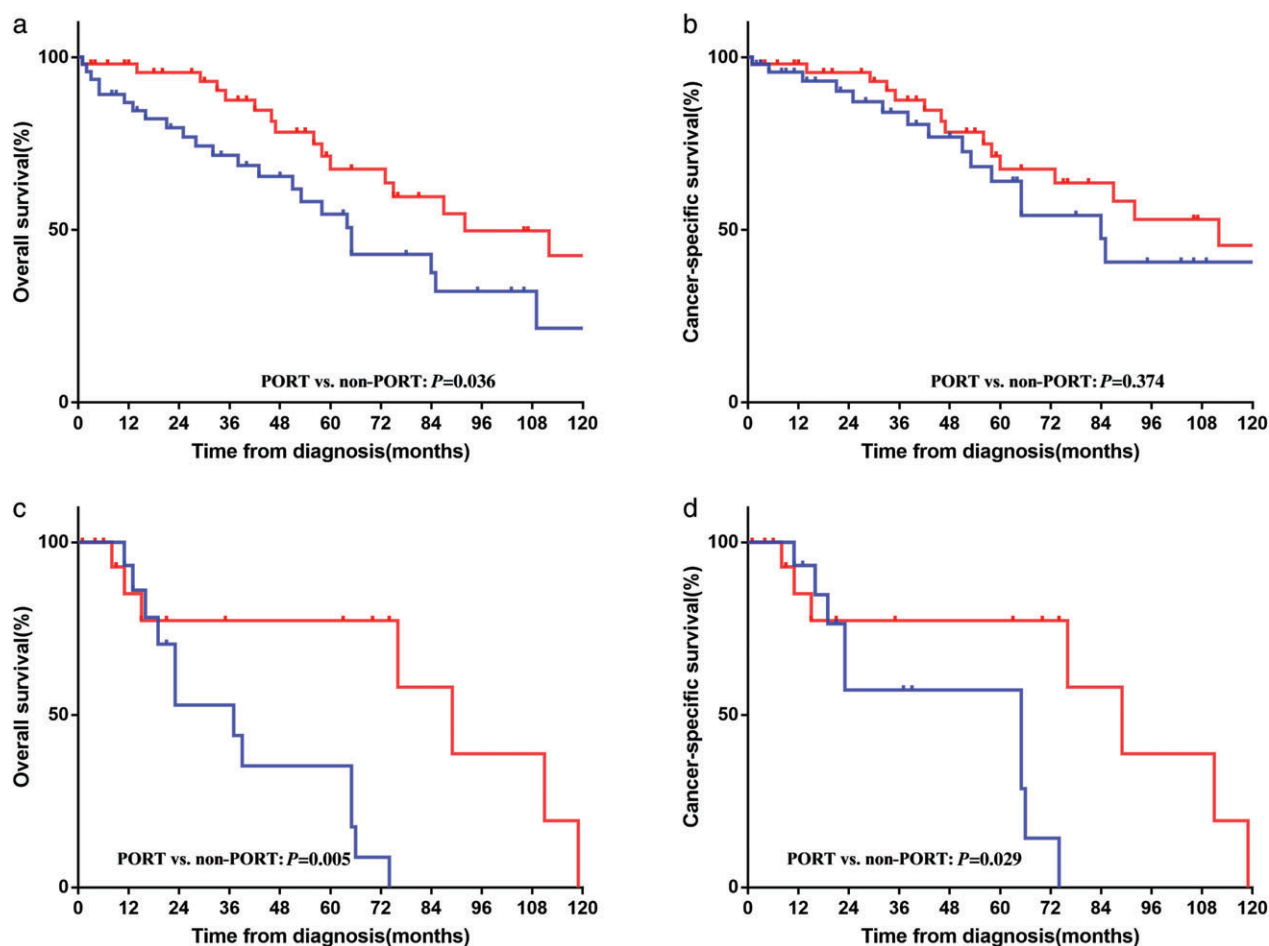 a
100
50
0
Overall survival(%)
PORT vs. non-PORT: P=0.036
0 12 24 36 48 60 72 84 96 108 120
Time from diagnosis(months)
b
100
50
0
Cancer-specific survival(%)
PORT vs. non-PORT: P=0.374
0 12 24 36 48 60 72 84 96 108 120
Time from diagnosis(months)
c
100
50
0
Overall survival(%)
PORT vs. non-PORT: P=0.005
0 12 24 36 48 60 72 84 96 108 120
Time from diagnosis(months)
d
100
50
0
Cancer-specific survival(%)
PORT vs. non-PORT: P=0.029
0 12 24 36 48 60 72 84 96 108 120
Time from diagnosis(months)